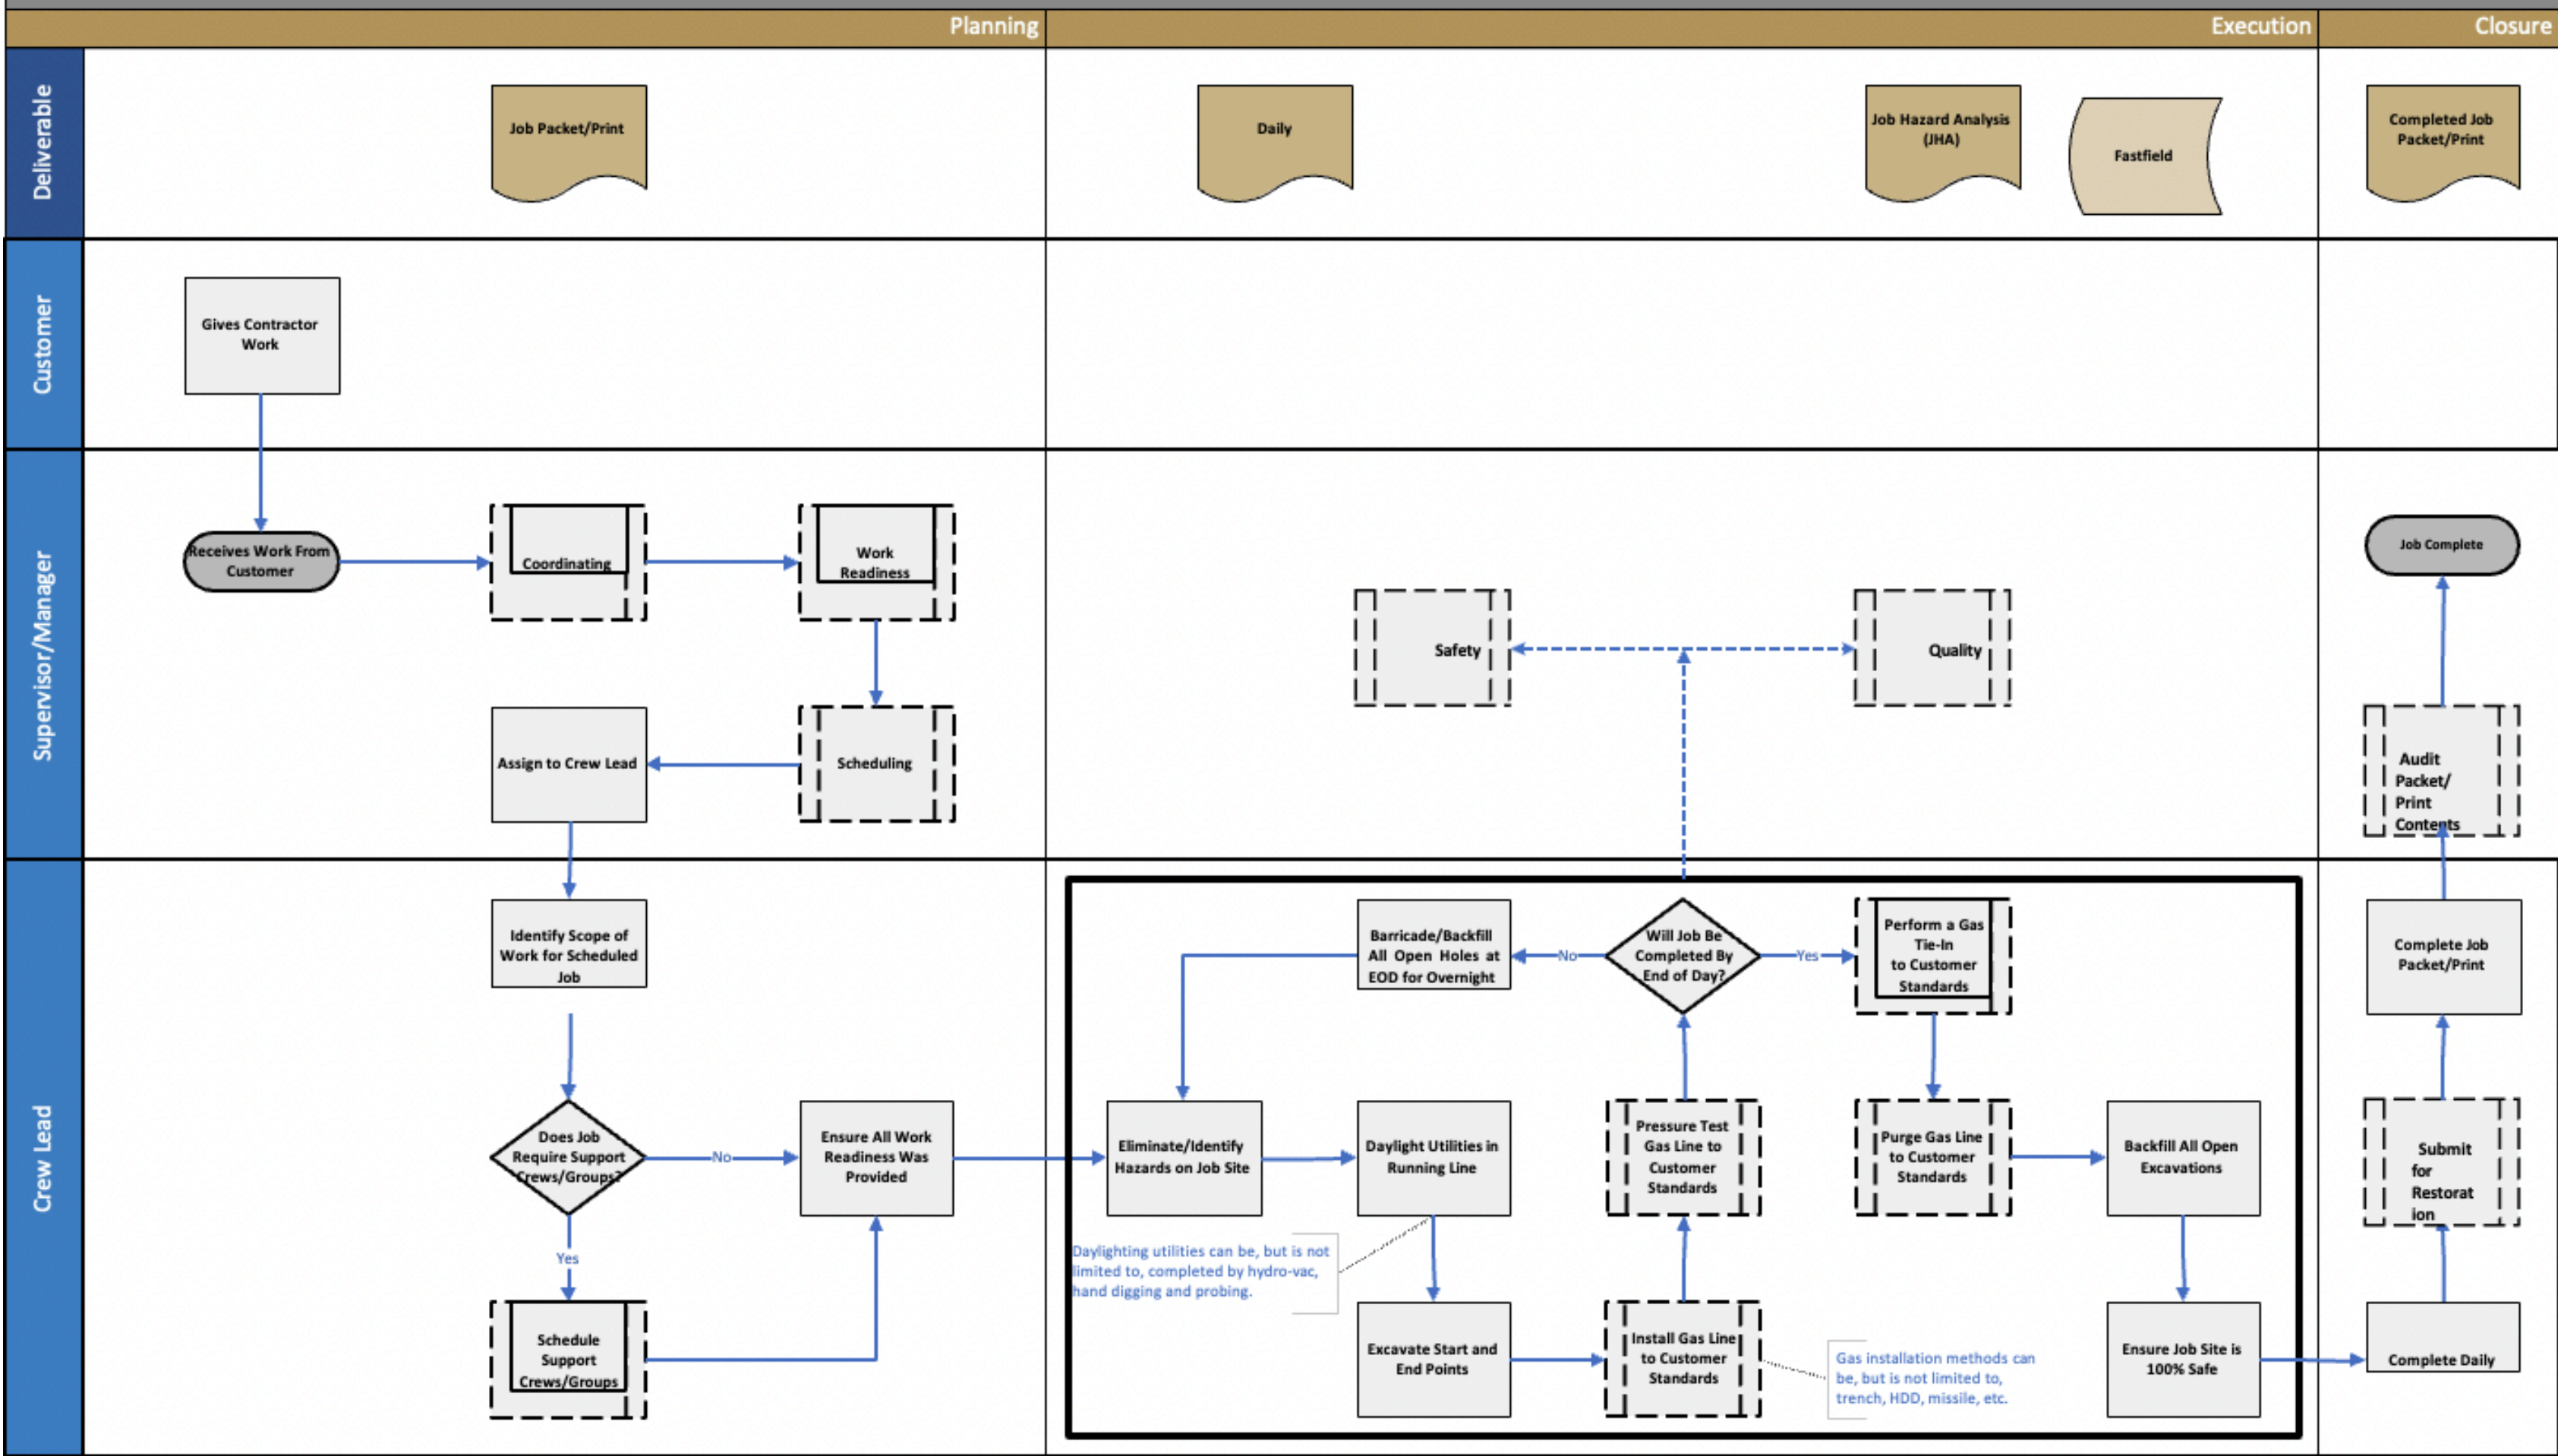 Planning
Execution
Closure
Deliverable
Job Packet/Print
Daily
Job Hazard Analysis
(JHA)
Fastfield
Completed Job
Packet/Print
Customer
Gives Contractor
Work
Supervisor/Manager
Receives Work From
Customer
Coordinating
Work
Readiness
Assign to Crew Lead
Scheduling
Safety
Quality
Job Complete
Audit
Packet/
Print
Contents
Crew Lead
Identify Scope of
Work for Scheduled
Job
Does Job
Require Support
Crews/Groups?
No
Yes
Ensure All Work
Readiness Was
Provided
Schedule
Support
Crews/Groups
Barricade/Backfill
All Open Holes at
EOD for Overnight
No
Will Job Be
Completed By
End of Day?
Yes
Perform a Gas
Tie-In
to Customer
Standards
Eliminate/Identify
Hazards on Job Site
Daylight Utilities in
Running Line
Pressure Test
Gas Line to
Customer
Standards
Purge Gas Line
to Customer
Standards
Backfill All Open
Excavations
Daylighting utilities can be, but is not
limited to, completed by hydro-vac,
hand digging and probing.
Excavate Start and
End Points
Install Gas Line
to Customer
Standards
Gas installation methods can
be, but is not limited to,
trench, HDD, missile, etc.
Ensure Job Site is
100% Safe
Complete Job
Packet/Print
Submit
for
Restorat
ion
Complete Daily